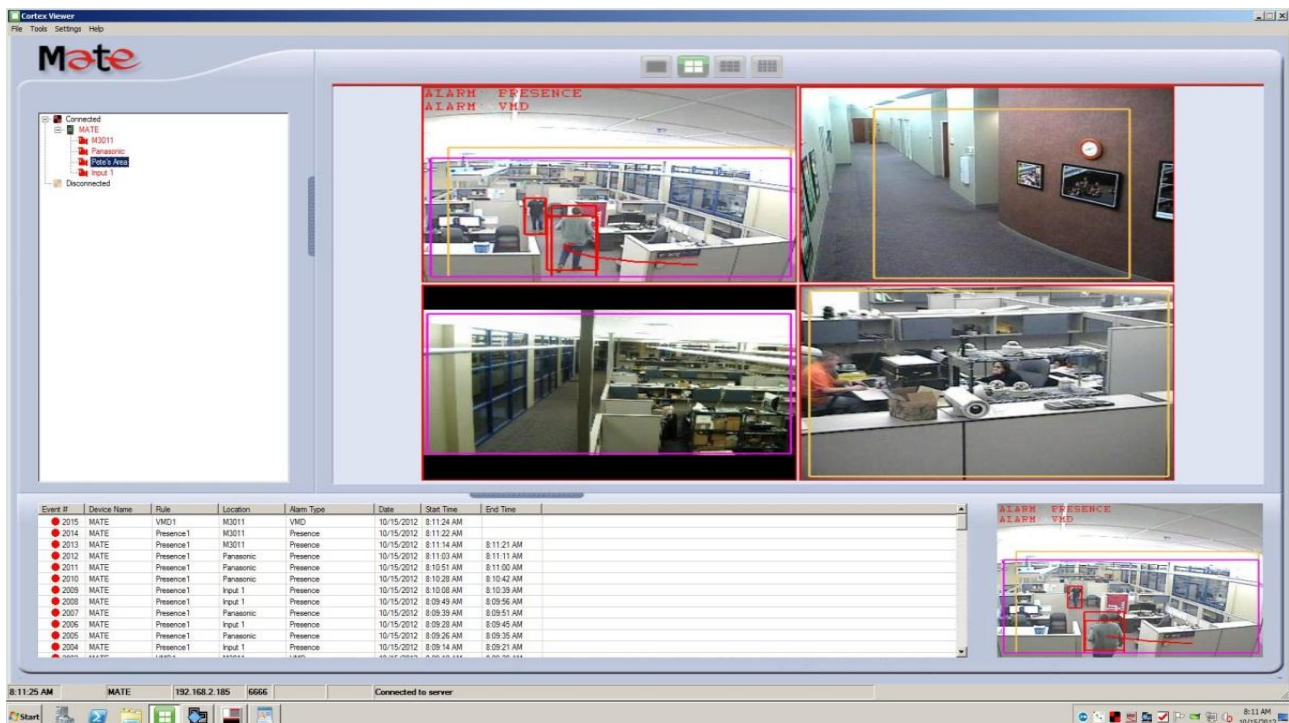 Cortex Viewer
File Tools Settings Help
Mate
Connected
MATE
M3011
Panasonic
Pete's Area
Input 1
Disconnected
ALARM: PRESENCE
ALARM: VMD
Event # Device Name Rule Location Alarm Type Date Start Time End Time
2015 MATE VMD1 M3011 VMD 10/15/2012 8:11:24 AM
2014 MATE Presence1 M3011 Presence 10/15/2012 8:11:22 AM
2013 MATE Presence1 M3011 Presence 10/15/2012 8:11:14 AM 8:11:21 AM
2012 MATE Presence1 Panasonic Presence 10/15/2012 8:11:03 AM 8:11:11 AM
2011 MATE Presence1 Panasonic Presence 10/15/2012 8:10:51 AM 8:11:00 AM
2010 MATE Presence1 Panasonic Presence 10/15/2012 8:10:28 AM 8:10:42 AM
2009 MATE Presence1 Input 1 Presence 10/15/2012 8:10:08 AM 8:10:39 AM
2008 MATE Presence1 Input 1 Presence 10/15/2012 8:09:49 AM 8:09:56 AM
2007 MATE Presence1 Panasonic Presence 10/15/2012 8:09:39 AM 8:09:51 AM
2006 MATE Presence1 Input 1 Presence 10/15/2012 8:09:28 AM 8:09:45 AM
2005 MATE Presence1 Panasonic Presence 10/15/2012 8:09:26 AM 8:09:35 AM
2004 MATE Presence1 Input 1 Presence 10/15/2012 8:09:14 AM 8:09:21 AM
ALARM: PRESENCE
ALARM: VMD
8:11:25 AM MATE 192.168.2.185 6666 Connected to server
Start 8:11 AM
10/15/2012